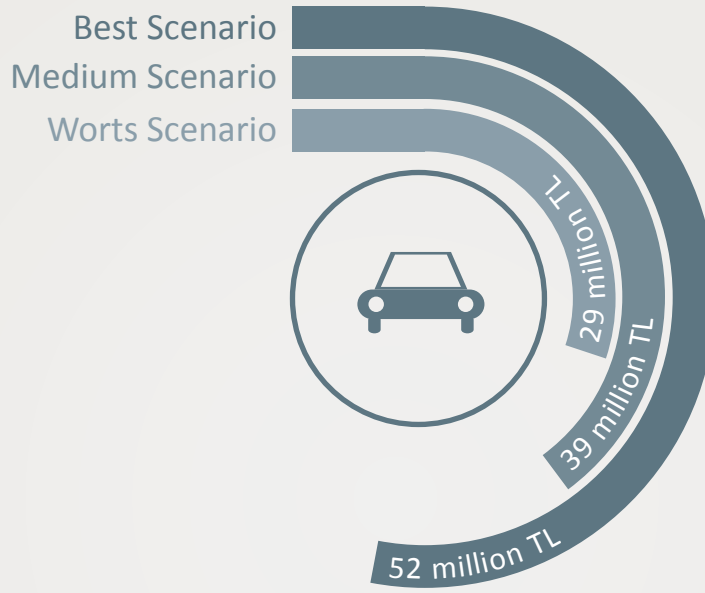 Best Scenario
Medium Scenario
Worts Scenario
29 million TL
39 million TL
52 million TL